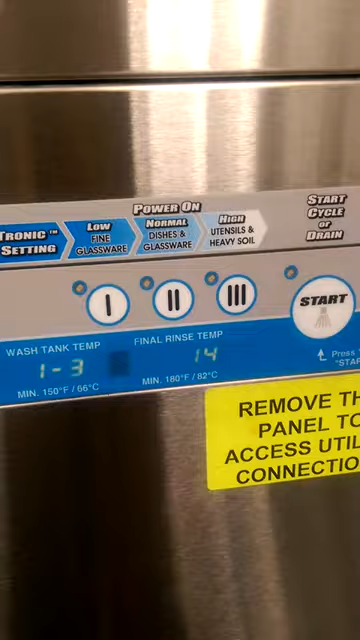 TRONIC™
SETTING
Low
FINE
GLASSWARE
POWER ON
NORMAL
DISHES &
GLASSWARE
HIGH
UTENSILS &
HEAVY SOIL
START
CYCLE
or
DRAIN
I
II
III
START
WASH TANK TEMP
1-3
MIN. 150°F / 66°C
FINAL RINSE TEMP
14
MIN. 180°F / 82°C
Press
"STAR
REMOVE TH
PANEL TO
ACCESS UTIL
CONNECTIO